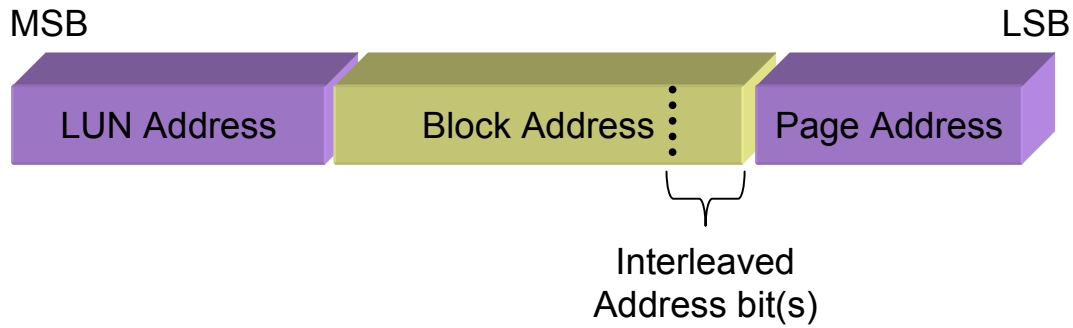 MSB
LSB
LUN Address
Block Address
Page Address
Interleaved
Address bit(s)